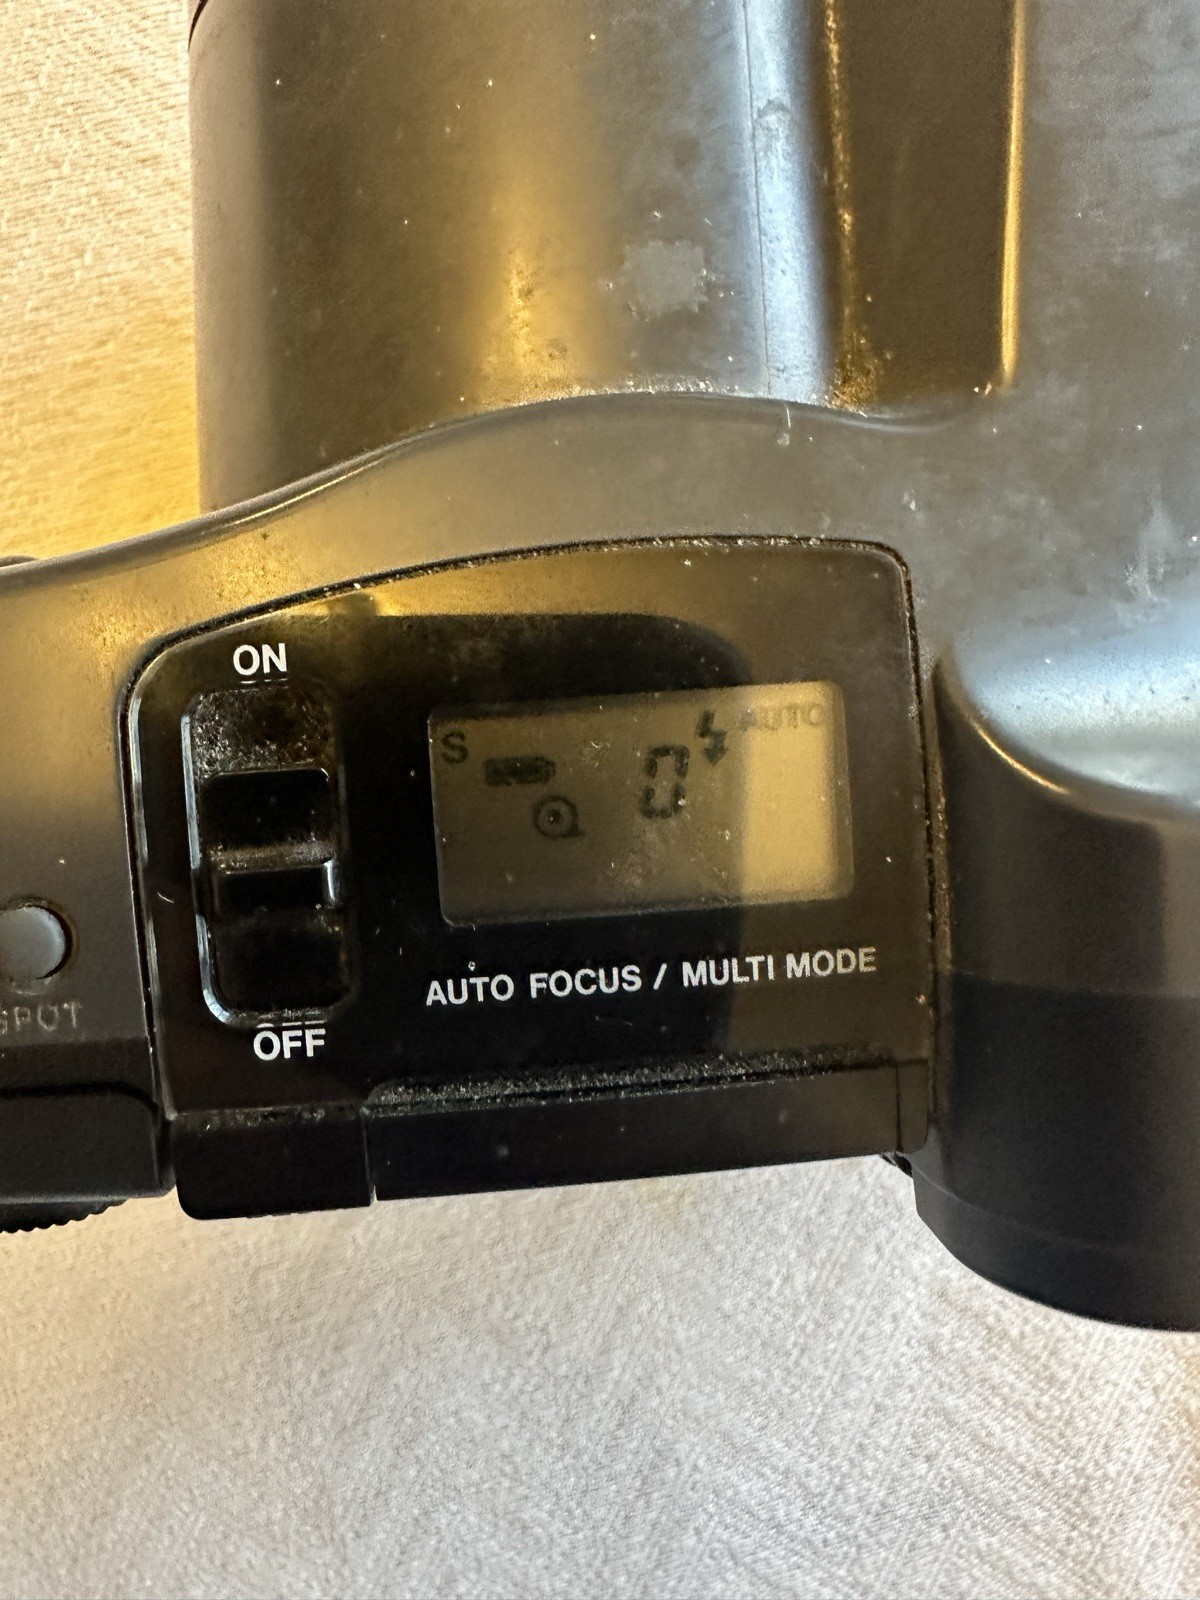 ON
S 0 AUTO
AUTO FOCUS / MULTI MODE
SPOT
OFF